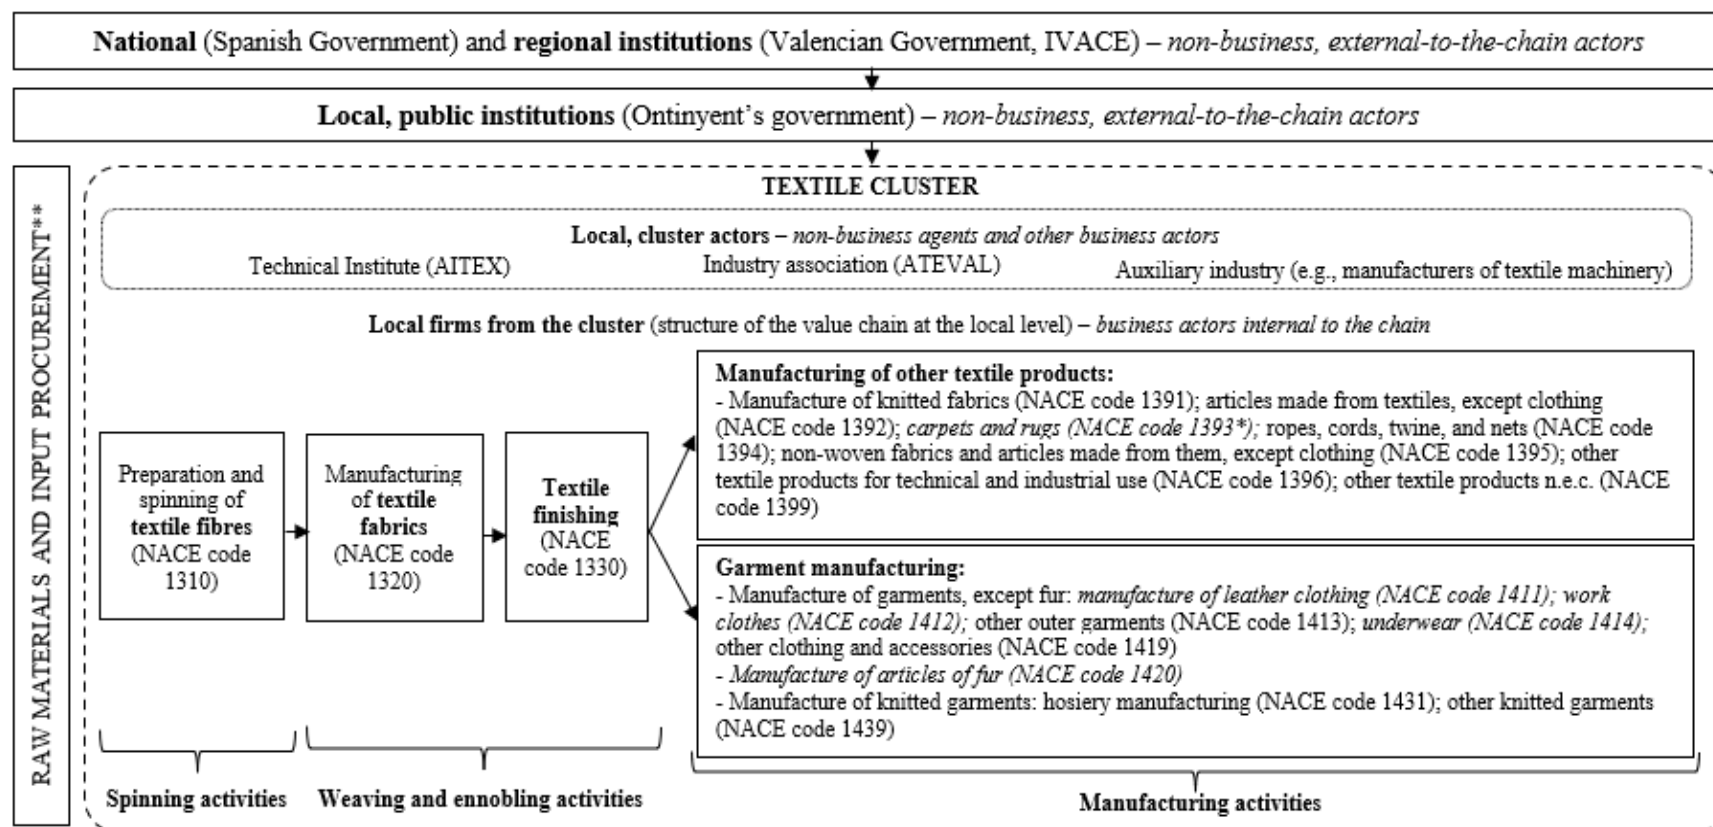 National (Spanish Government) and regional institutions (Valencian Government, IVACE) – non-business, external-to-the-chain actors
Local, public institutions (Ontinyent’s government) – non-business, external-to-the-chain actors
RAW MATERIALS AND INPUT PROCUREMENT**
TEXTILE CLUSTER
Local, cluster actors – non-business agents and other business actors
Technical Institute (AITEX)
Industry association (ATEVAL)
Auxiliary industry (e.g., manufacturers of textile machinery)
Local firms from the cluster (structure of the value chain at the local level) – business actors internal to the chain
Preparation and
spinning of
textile fibres
(NACE code
1310)
Manufacturing
of textile
fabrics
(NACE code
1320)
Textile
finishing
(NACE
code 1330)
Manufacturing of other textile products:
- Manufacture of knitted fabrics (NACE code 1391); articles made from textiles, except clothing
(NACE code 1392); carpets and rugs (NACE code 1393*); ropes, cords, twine, and nets (NACE code
1394); non-woven fabrics and articles made from them, except clothing (NACE code 1395); other
textile products for technical and industrial use (NACE code 1396); other textile products n.e.c. (NACE
code 1399)
Garment manufacturing:
- Manufacture of garments, except fur: manufacture of leather clothing (NACE code 1411); work
clothes (NACE code 1412); other outer garments (NACE code 1413); underwear (NACE code 1414);
other clothing and accessories (NACE code 1419)
- Manufacture of articles of fur (NACE code 1420)
- Manufacture of knitted garments: hosiery manufacturing (NACE code 1431); other knitted garments
(NACE code 1439)
Spinning activities
Weaving and ennobling activities
Manufacturing activities